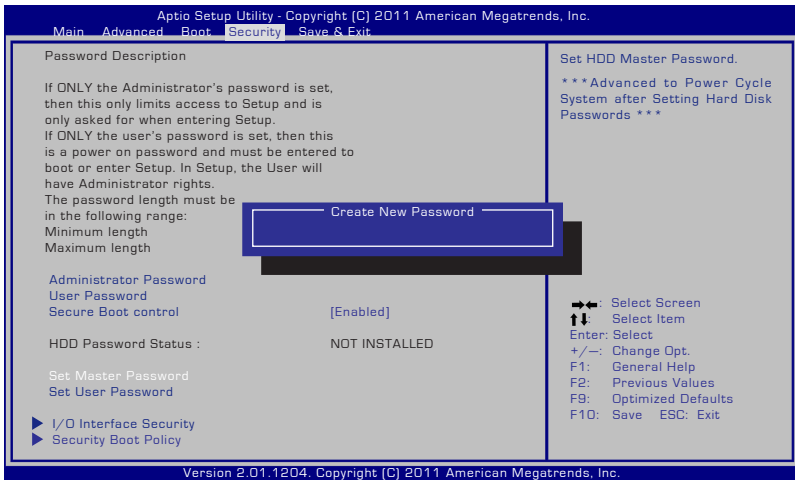 Aptio Setup Utility - Copyright (C) 2011 American Megatrends, Inc.
Main Advanced Boot Security Save & Exit
Password Description
If ONLY the Administrator's password is set,
then this only limits access to Setup and is
only asked for when entering Setup.
If ONLY the user's password is set, then this
is a power on password and must be entered to
boot or enter Setup. In Setup, the User will
have Administrator rights.
The password length must be
in the following range:
Minimum length
Maximum length
Create New Password
Administrator Password
User Password
Secure Boot control [Enabled]
HDD Password Status : NOT INSTALLED
Set Master Password
Set User Password
I/O Interface Security
Security Boot Policy
Set HDD Master Password.
***Advanced to Power Cycle
System after Setting Hard Disk
Passwords ***
→←: Select Screen
↑↓: Select Item
Enter: Select
+/—: Change Opt.
F1: General Help
F2: Previous Values
F9: Optimized Defaults
F10: Save ESC: Exit
Version 2.01.1204. Copyright (C) 2011 American Megatrends, Inc.